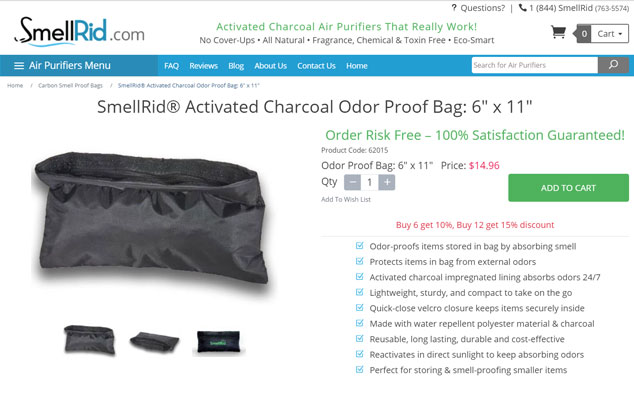 ? Questions? | 1 (844) SmellRid (763-5574)
SmellRid.com
Activated Charcoal Air Purifiers That Really Work!
No Cover-Ups • All Natural • Fragrance, Chemical & Toxin Free • Eco-Smart
0 Cart
Air Purifiers Menu FAQ Reviews Blog About Us Contact Us Home Search for Air Purifiers
Home / Carbon Smell Proof Bags / SmellRid® Activated Charcoal Odor Proof Bag: 6" x 11"
SmellRid® Activated Charcoal Odor Proof Bag: 6" x 11"
Order Risk Free – 100% Satisfaction Guaranteed!
Product Code: 62015
Odor Proof Bag: 6" x 11" Price: $14.96
Qty − 1 +
ADD TO CART
Add To Wish List
Buy 6 get 10%, Buy 12 get 15% discount
Odor-proofs items stored in bag by absorbing smell
Protects items in bag from external odors
Activated charcoal impregnated lining absorbs odors 24/7
Lightweight, sturdy, and compact to take on the go
Quick-close velcro closure keeps items securely inside
Made with water repellent polyester material & charcoal
Reusable, long lasting, durable and cost-effective
Reactivates in direct sunlight to keep absorbing odors
Perfect for storing & smell-proofing smaller items
SmellRid